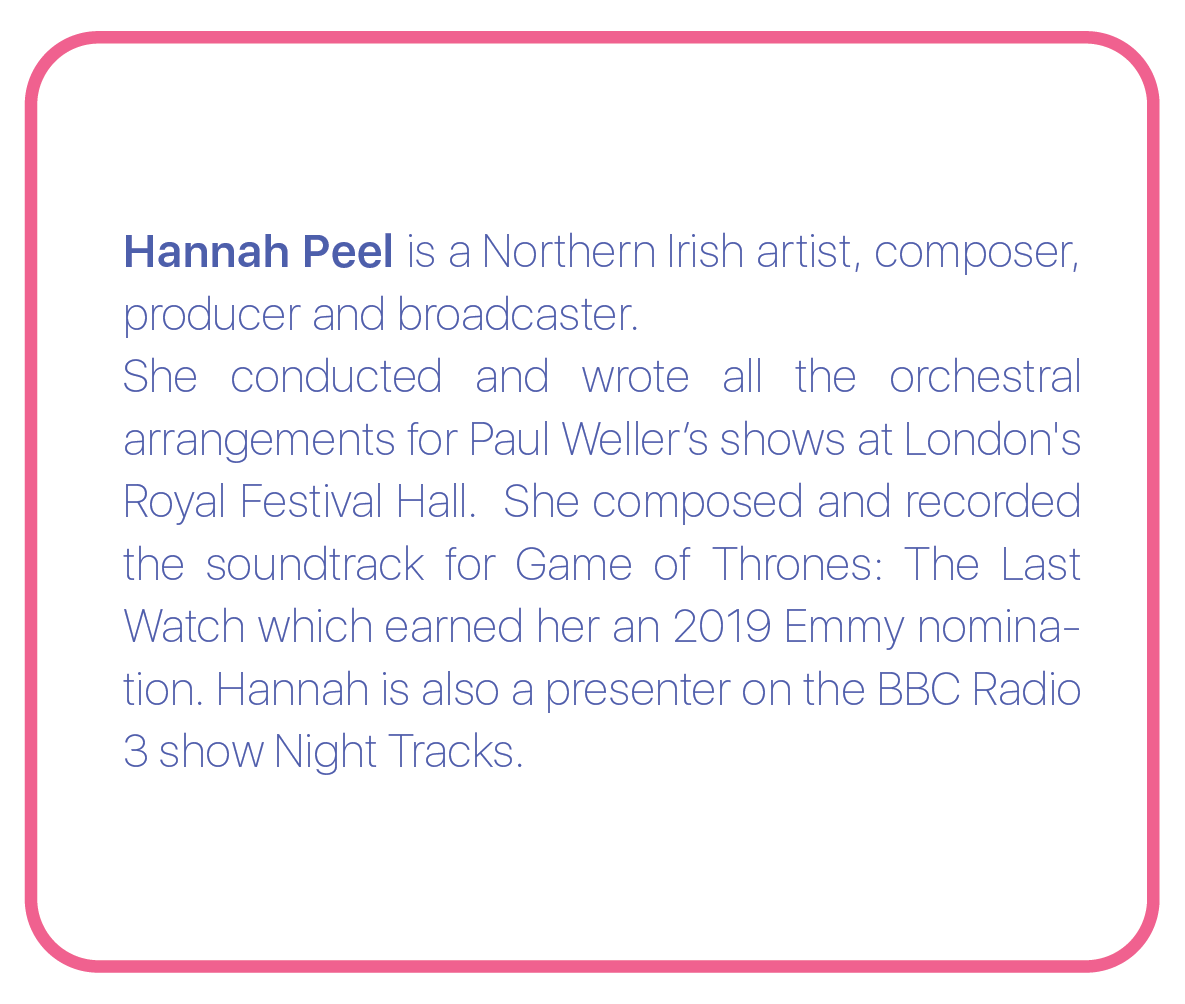 Hannah Peel is a Northern Irish artist, composer,
producer and broadcaster.
She conducted and wrote all the orchestral
arrangements for Paul Weller’s shows at London's
Royal Festival Hall.  She composed and recorded
the soundtrack for Game of Thrones: The Last
Watch which earned her an 2019 Emmy nomina-
tion. Hannah is also a presenter on the BBC Radio
3 show Night Tracks.